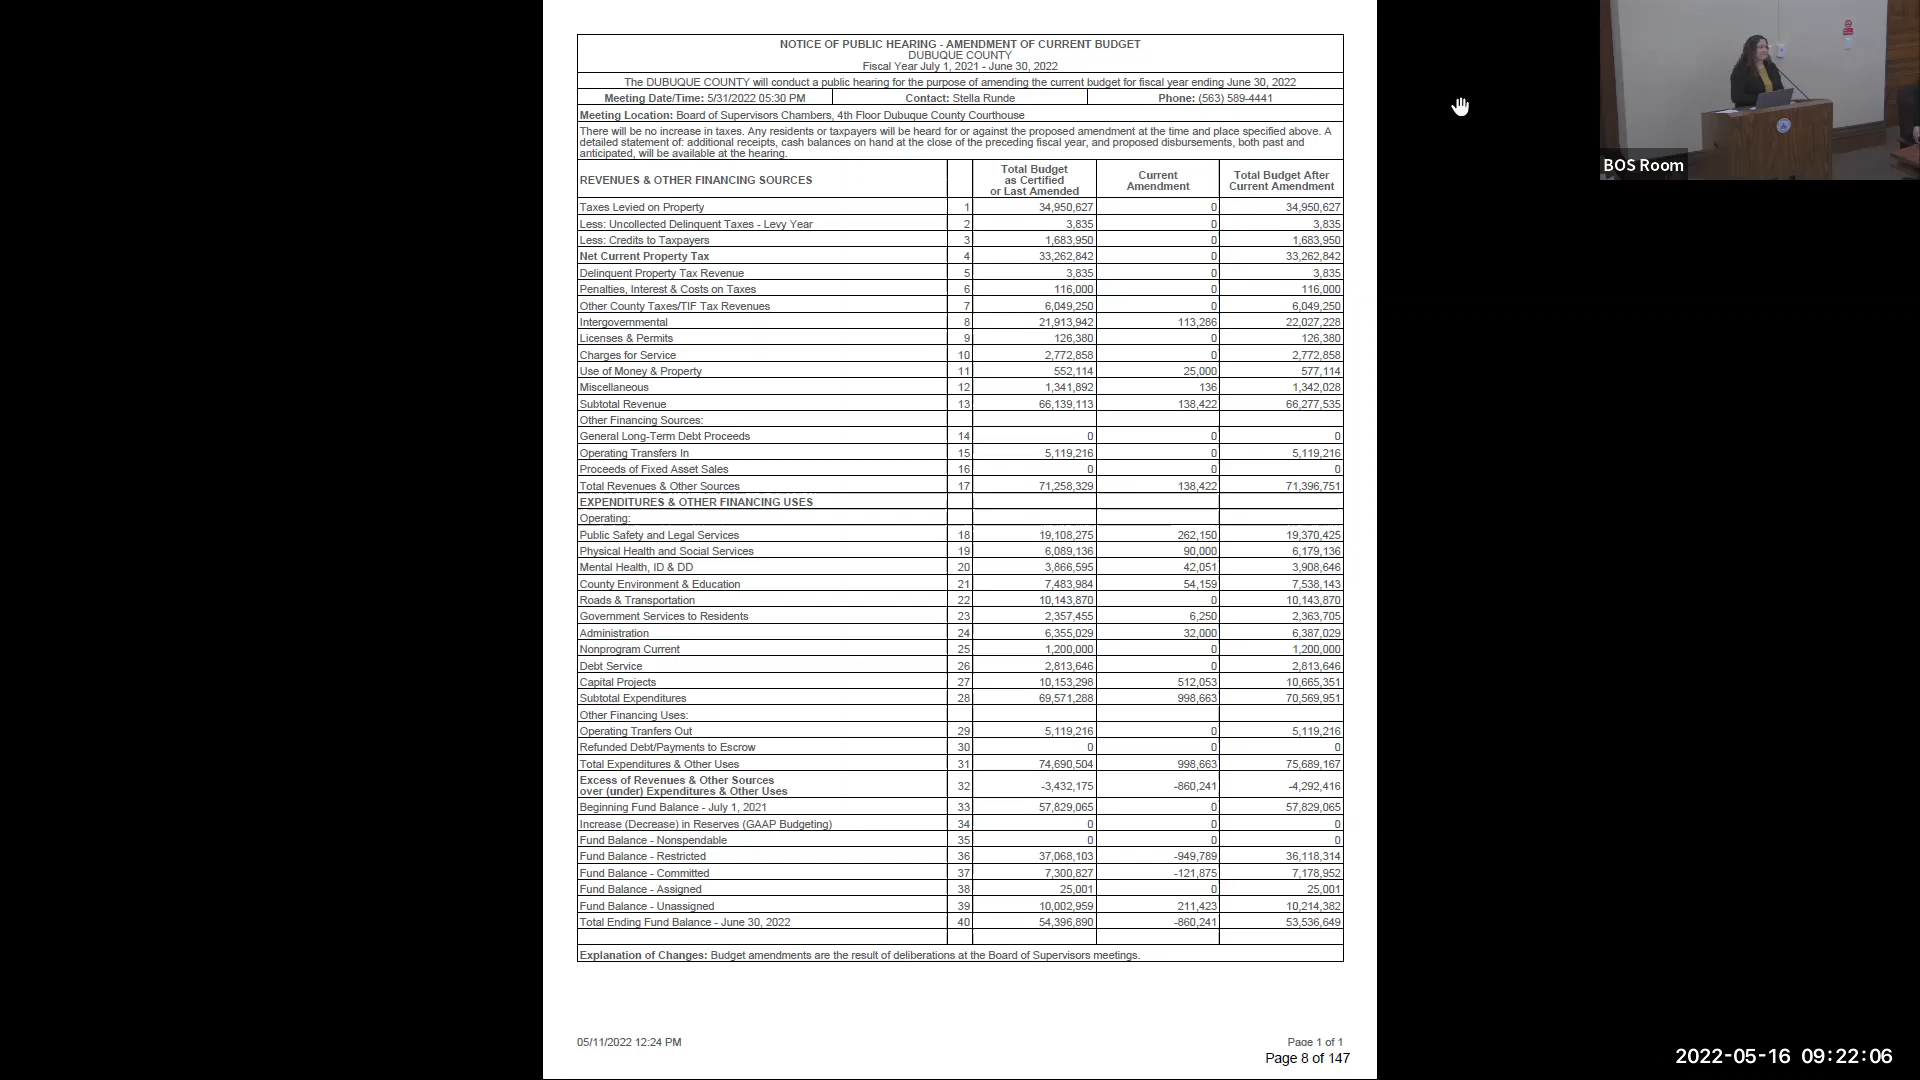 NOTICE OF PUBLIC HEARING - AMENDMENT OF CURRENT BUDGET
DUBUQUE COUNTY
Fiscal Year July 1, 2021 - June 30, 2022
The DUBUQUE COUNTY will conduct a public hearing for the purpose of amending the current budget for fiscal year ending June 30, 2022
Meeting Date/Time: 5/31/2022 05:30 PM Contact: Stella Runde Phone: (563) 589-4441
Meeting Location: Board of Supervisors Chambers, 4th Floor Dubuque County Courthouse
There will be no increase in taxes. Any residents or taxpayers will be heard for or against the proposed amendment at the time and place specified above. A
detailed statement of: additional receipts, cash balances on hand at the close of the preceding fiscal year, and proposed disbursements, both past and
anticipated, will be available at the hearing.
REVENUES & OTHER FINANCING SOURCES Total Budget as Certified or Last Amended Current Amendment Total Budget After Current Amendment
Taxes Levied on Property 1 34,950,627 0 34,950,627
Less: Uncollected Delinquent Taxes - Levy Year 2 3,835 0 3,835
Less: Credits to Taxpayers 3 1,683,950 0 1,683,950
Net Current Property Tax 4 33,262,842 0 33,262,842
Delinquent Property Tax Revenue 5 3,835 0 3,835
Penalties, Interest & Costs on Taxes 6 116,000 0 116,000
Other County Taxes/TIF Tax Revenues 7 6,049,250 0 6,049,250
Intergovernmental 8 21,913,942 113,286 22,027,228
Licenses & Permits 9 126,380 0 126,380
Charges for Service 10 2,772,858 0 2,772,858
Use of Money & Property 11 552,114 25,000 577,114
Miscellaneous 12 1,341,892 136 1,342,028
Subtotal Revenue 13 66,139,113 138,422 66,277,535
Other Financing Sources:
General Long-Term Debt Proceeds 14 0 0 0
Operating Transfers In 15 5,119,216 0 5,119,216
Proceeds of Fixed Asset Sales 16 0 0 0
Total Revenues & Other Sources 17 71,258,329 138,422 71,396,751
EXPENDITURES & OTHER FINANCING USES
Operating:
Public Safety and Legal Services 18 19,108,275 262,150 19,370,425
Physical Health and Social Services 19 6,089,136 90,000 6,179,136
Mental Health, ID & DD 20 3,866,595 42,051 3,908,646
County Environment & Education 21 7,483,984 54,159 7,538,143
Roads & Transportation 22 10,143,870 0 10,143,870
Government Services to Residents 23 2,357,455 6,250 2,363,705
Administration 24 6,355,029 32,000 6,387,029
Nonprogram Current 25 1,200,000 0 1,200,000
Debt Service 26 2,813,646 0 2,813,646
Capital Projects 27 10,153,298 512,053 10,665,351
Subtotal Expenditures 28 69,571,288 998,663 70,569,951
Other Financing Uses:
Operating Tranfers Out 29 5,119,216 0 5,119,216
Refunded Debt/Payments to Escrow 30 0 0 0
Total Expenditures & Other Uses 31 74,690,504 998,663 75,689,167
Excess of Revenues & Other Sources
over (under) Expenditures & Other Uses 32 -3,432,175 -860,241 -4,292,416
Beginning Fund Balance - July 1, 2021 33 57,829,065 0 57,829,065
Increase (Decrease) in Reserves (GAAP Budgeting) 34 0 0 0
Fund Balance - Nonspendable 35 0 0 0
Fund Balance - Restricted 36 37,068,103 -949,789 36,118,314
Fund Balance - Committed 37 7,300,827 -121,875 7,178,952
Fund Balance - Assigned 38 25,001 0 25,001
Fund Balance - Unassigned 39 10,002,959 211,423 10,214,382
Total Ending Fund Balance - June 30, 2022 40 54,396,890 -860,241 53,536,649
Explanation of Changes: Budget amendments are the result of deliberations at the Board of Supervisors meetings.
05/11/2022 12:24 PM Page 1 of 1
Page 8 of 147
BOS Room
2022-05-16 09:22:06